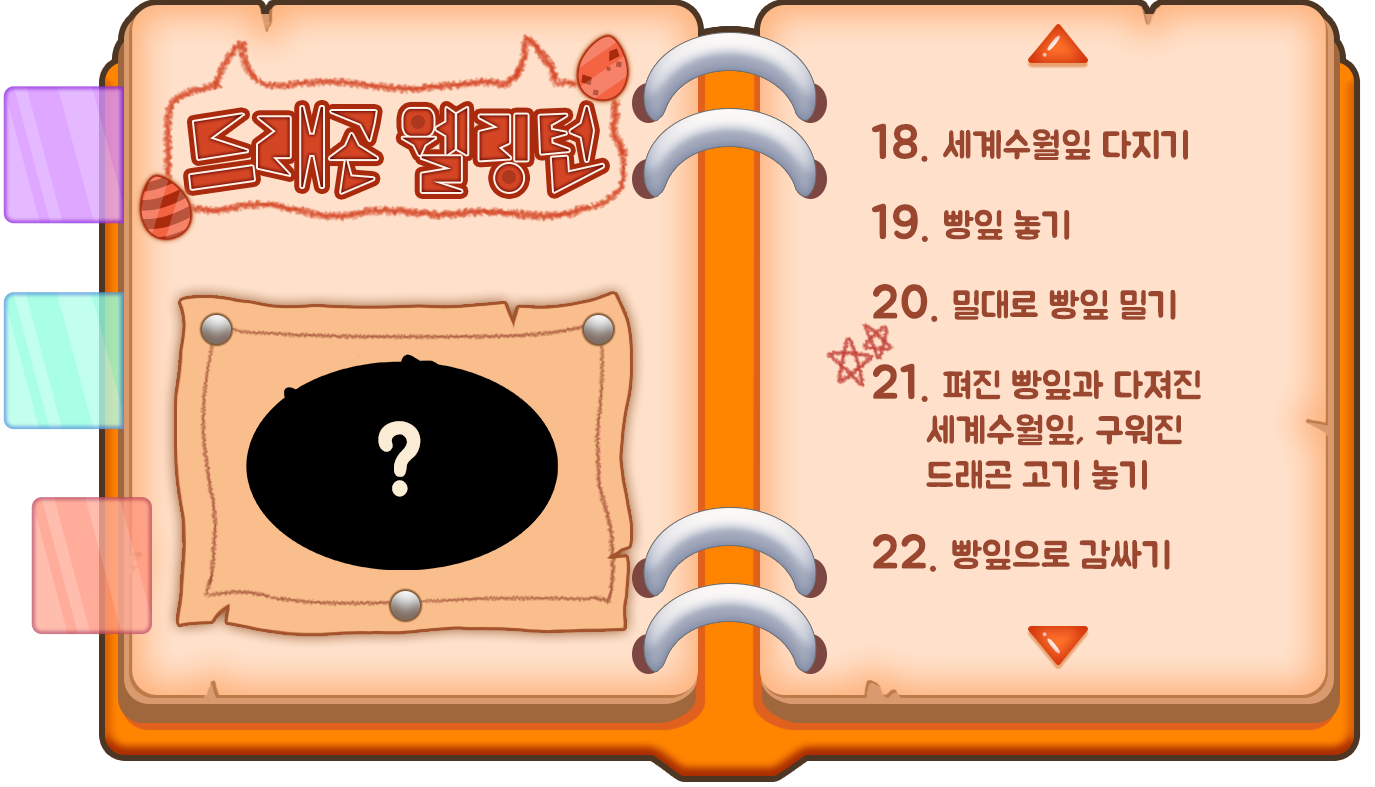 드래곤 웰링턴
?
18. 세계수월잎 다지기
19. 빵잎 놓기
20. 밀대로 빵잎 밀기
21. 펴진 빵잎과 다져진
세계수월잎, 구워진
드래곤 고기 놓기
22. 빵잎으로 감싸기